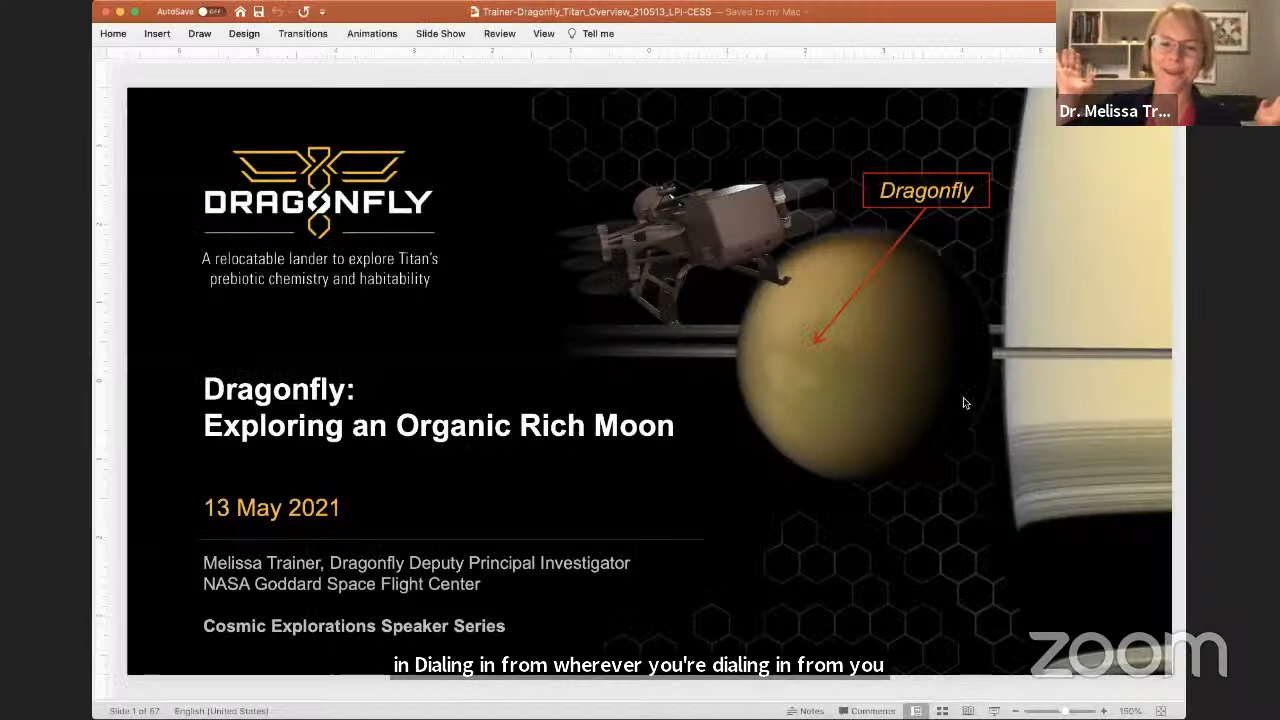 AutoSave OFF
Trainer-Dragonfly_Titan_Overview_210513_LPI-CESS — Saved to my Mac
Home Insert Draw Design Transitions Animations Slide Show Review View Tell me
Dr. Melissa Tr...
DRAGONFLY
A relocatable lander to explore Titan's
prebiotic chemistry and habitability
Dragonfly
Dragonfly:
Exploring an Organic Rich Moon
13 May 2021
Melissa Trainer, Dragonfly Deputy Principal Investigator
NASA Goddard Space Flight Center
Cosmic Explorations Speaker Series
in Dialing in from wherever you're dialing in from you
zoom
Slide 1 of 57 English (United States) Notes Comments